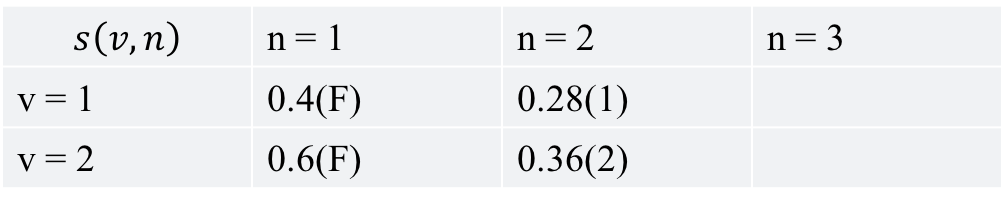 s(v,n) n = 1 n = 2 n = 3
v = 1 0.4(F) 0.28(1)
v = 2 0.6(F) 0.36(2)